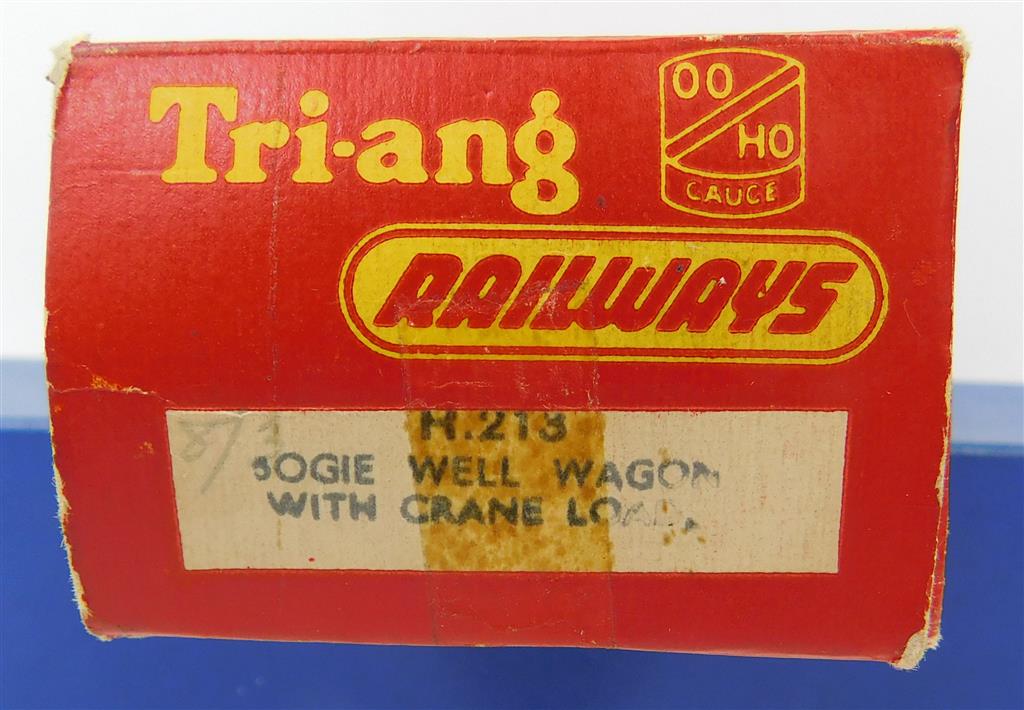 Tri-ang
OO
HO
GAUGE
RAILWAYS
H.213
BOGIE WELL WAGON
WITH CRANE LOAD.